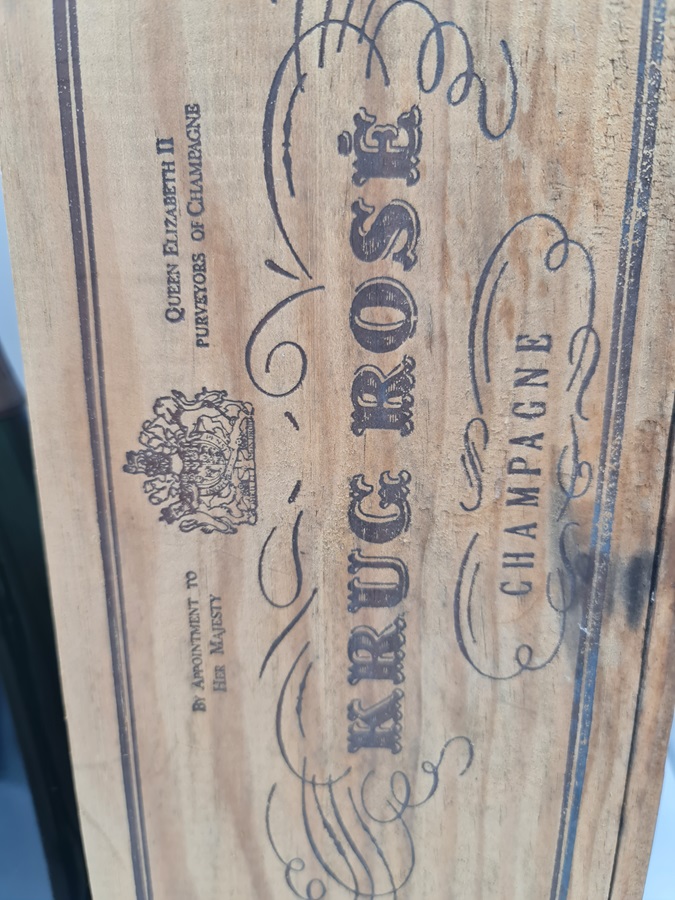 By Appointment to
Her Majesty
Queen Elizabeth II
Purveyors of Champagne
KRUG ROSÉ
CHAMPAGNE